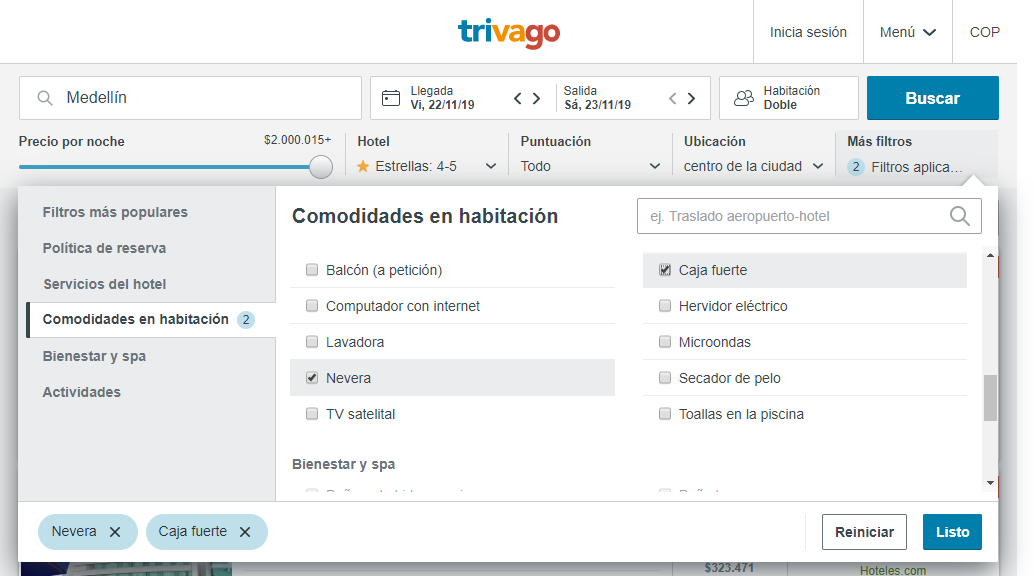 trivago
Inicia sesión
Menú
COP
Medellín
Llegada
Vi, 22/11/19
Salida
Sá, 23/11/19
Habitación
Doble
Buscar
Precio por noche
$2.000.015+
Hotel
Estrellas: 4-5
Puntuación
Todo
Ubicación
centro de la ciudad
Más filtros
2 Filtros aplica...
Filtros más populares
Política de reserva
Servicios del hotel
Comodidades en habitación 2
Bienestar y spa
Actividades
Comodidades en habitación
ej. Traslado aeropuerto-hotel
Balcón (a petición)
Caja fuerte
Computador con internet
Hervidor eléctrico
Lavadora
Microondas
Nevera
Secador de pelo
TV satelital
Toallas en la piscina
Bienestar y spa
Nevera
Caja fuerte
Reiniciar
Listo
$323.471
Hoteles.com